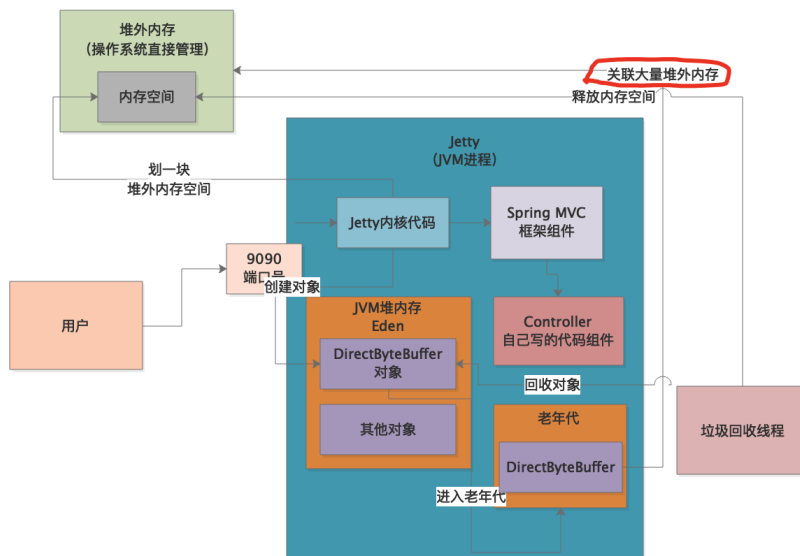 堆外内存
（操作系统直接管理）
内存空间
关联大量堆外内存
释放内存空间
划一块
堆外内存空间
Jetty
（JVM进程）
Jetty内核代码
Spring MVC
框架组件
9090
端口号
创建对象
用户
JVM堆内存
Eden
DirectByteBuffer
对象
其他对象
Controller
自己写的代码组件
回收对象
老年代
DirectByteBuffer
进入老年代
垃圾回收线程